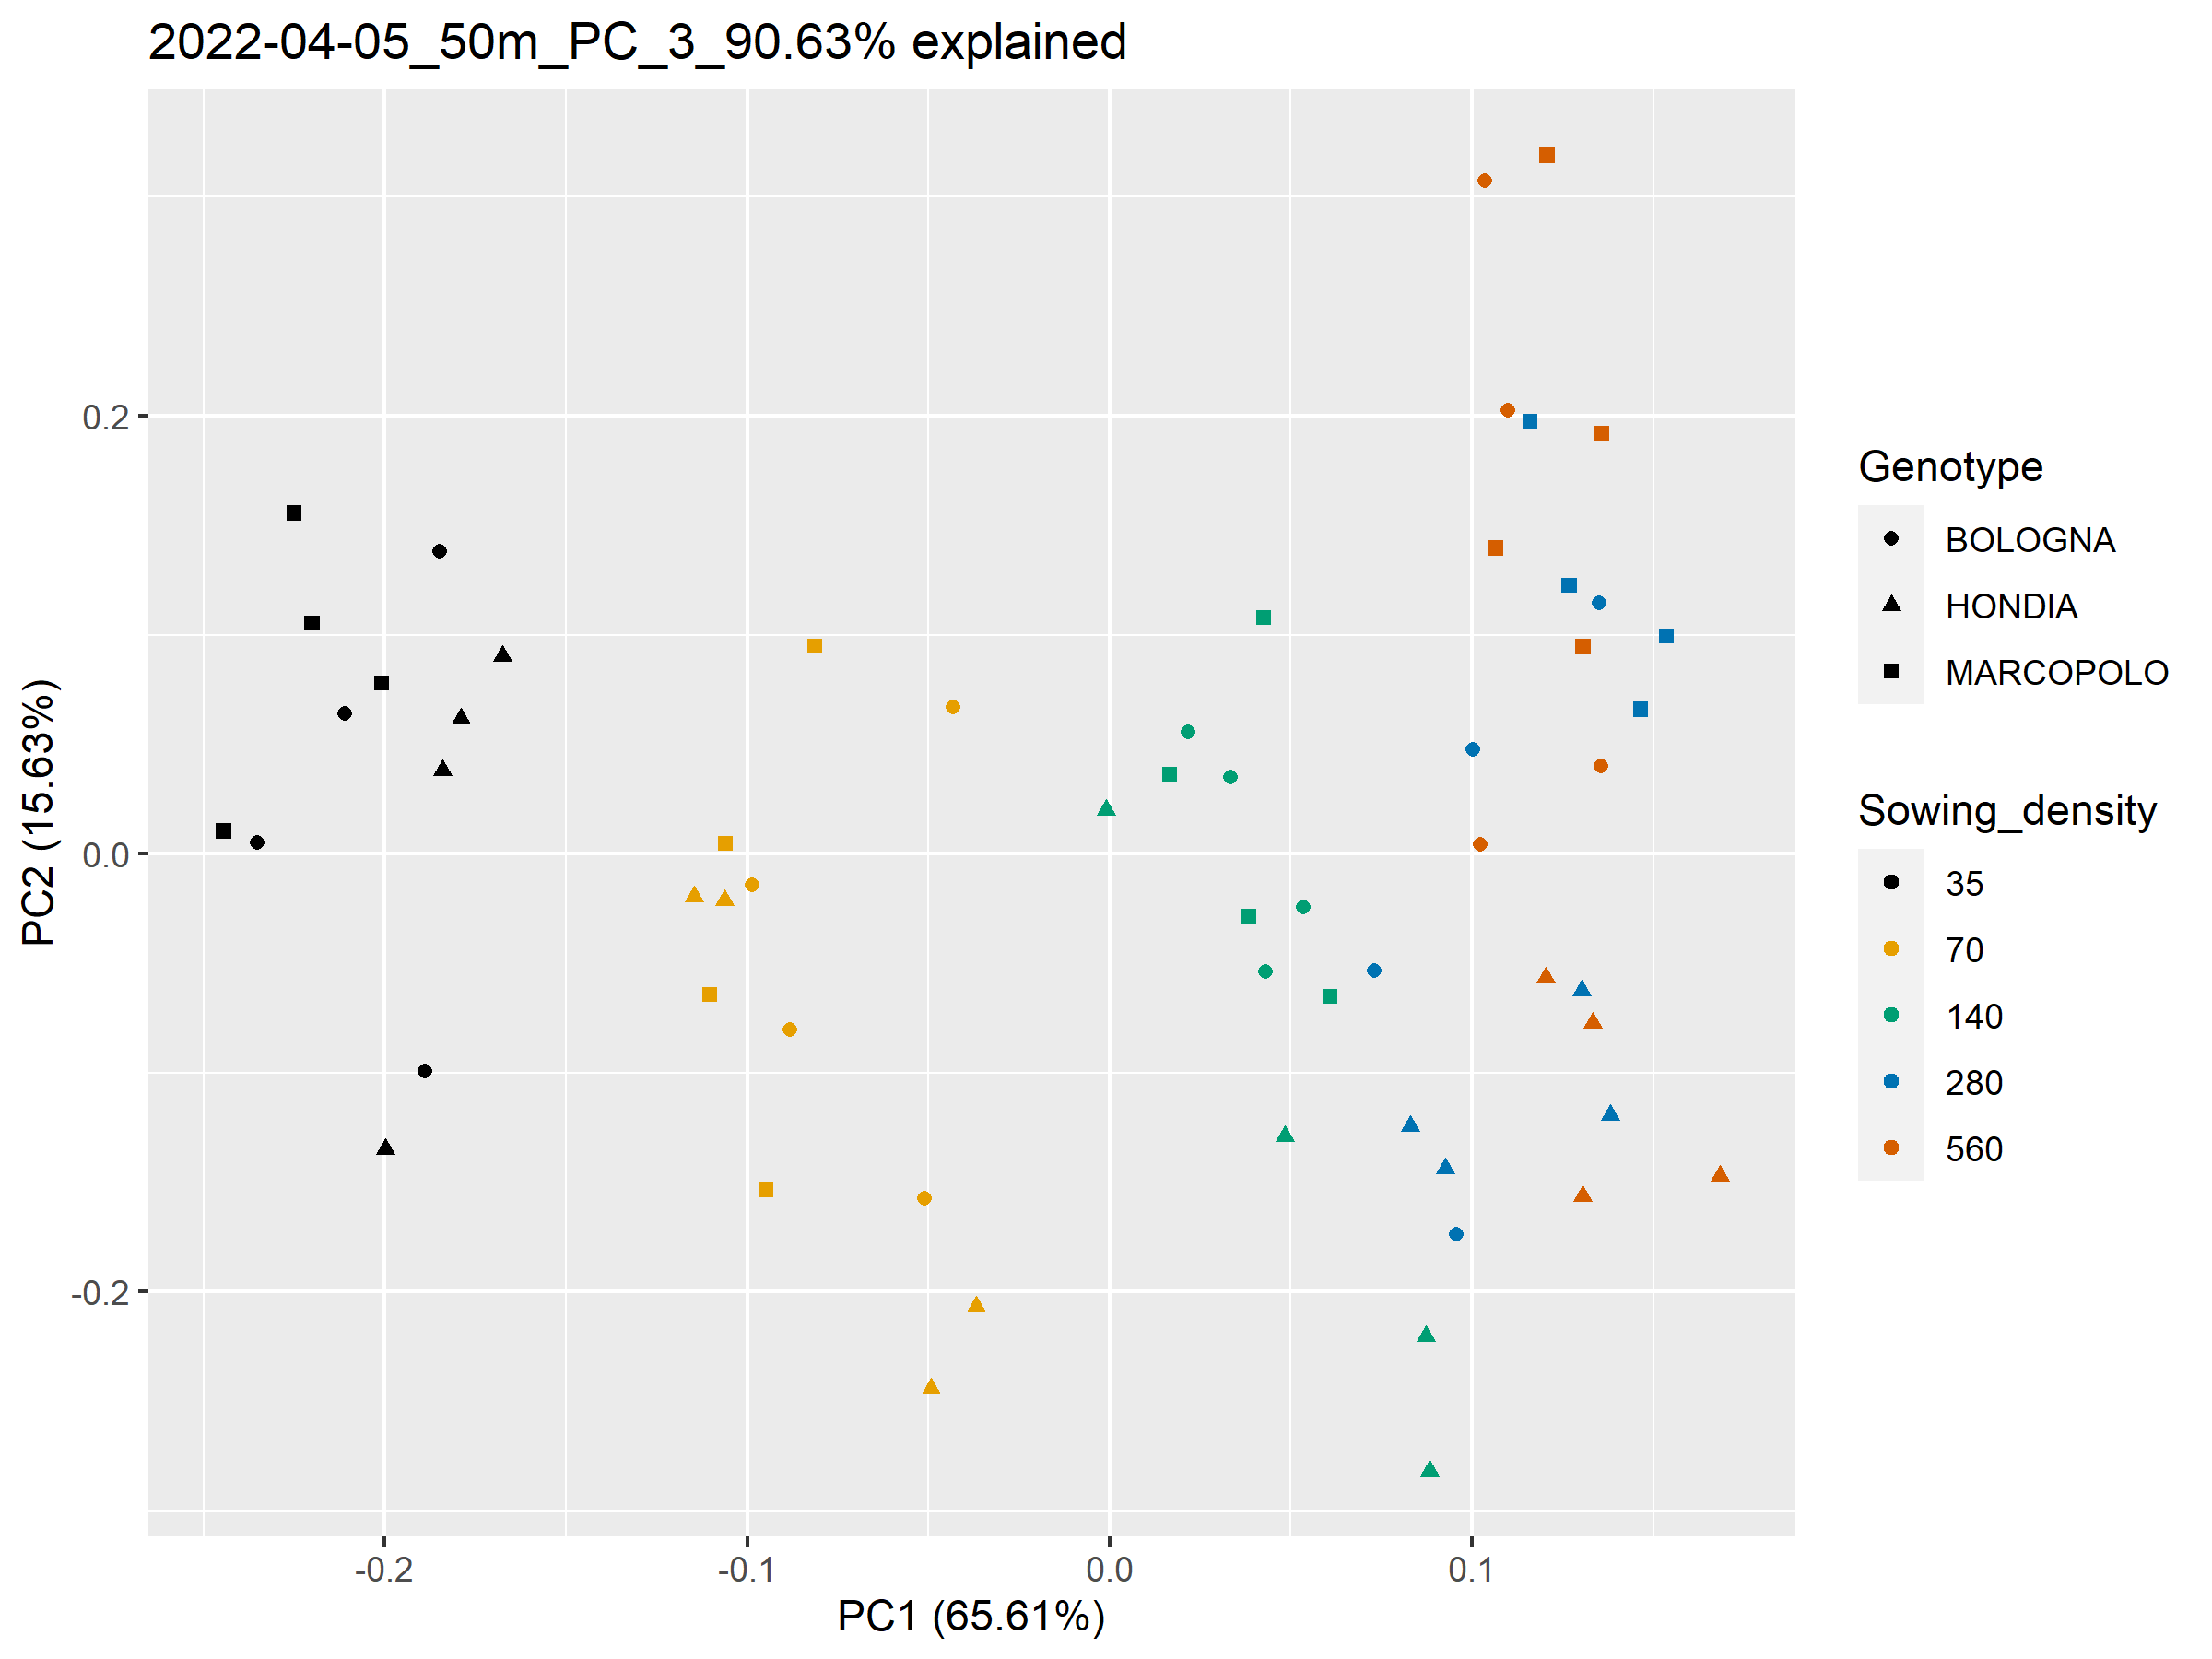 2022-04-05_50m_PC_3_90.63% explained
PC2 (15.63%)
0.2
0.0
-0.2
-0.2
-0.1
0.0
0.1
PC1 (65.61%)
Genotype
BOLOGNA
HONDIA
MARCOPOLO
Sowing_density
35
70
140
280
560